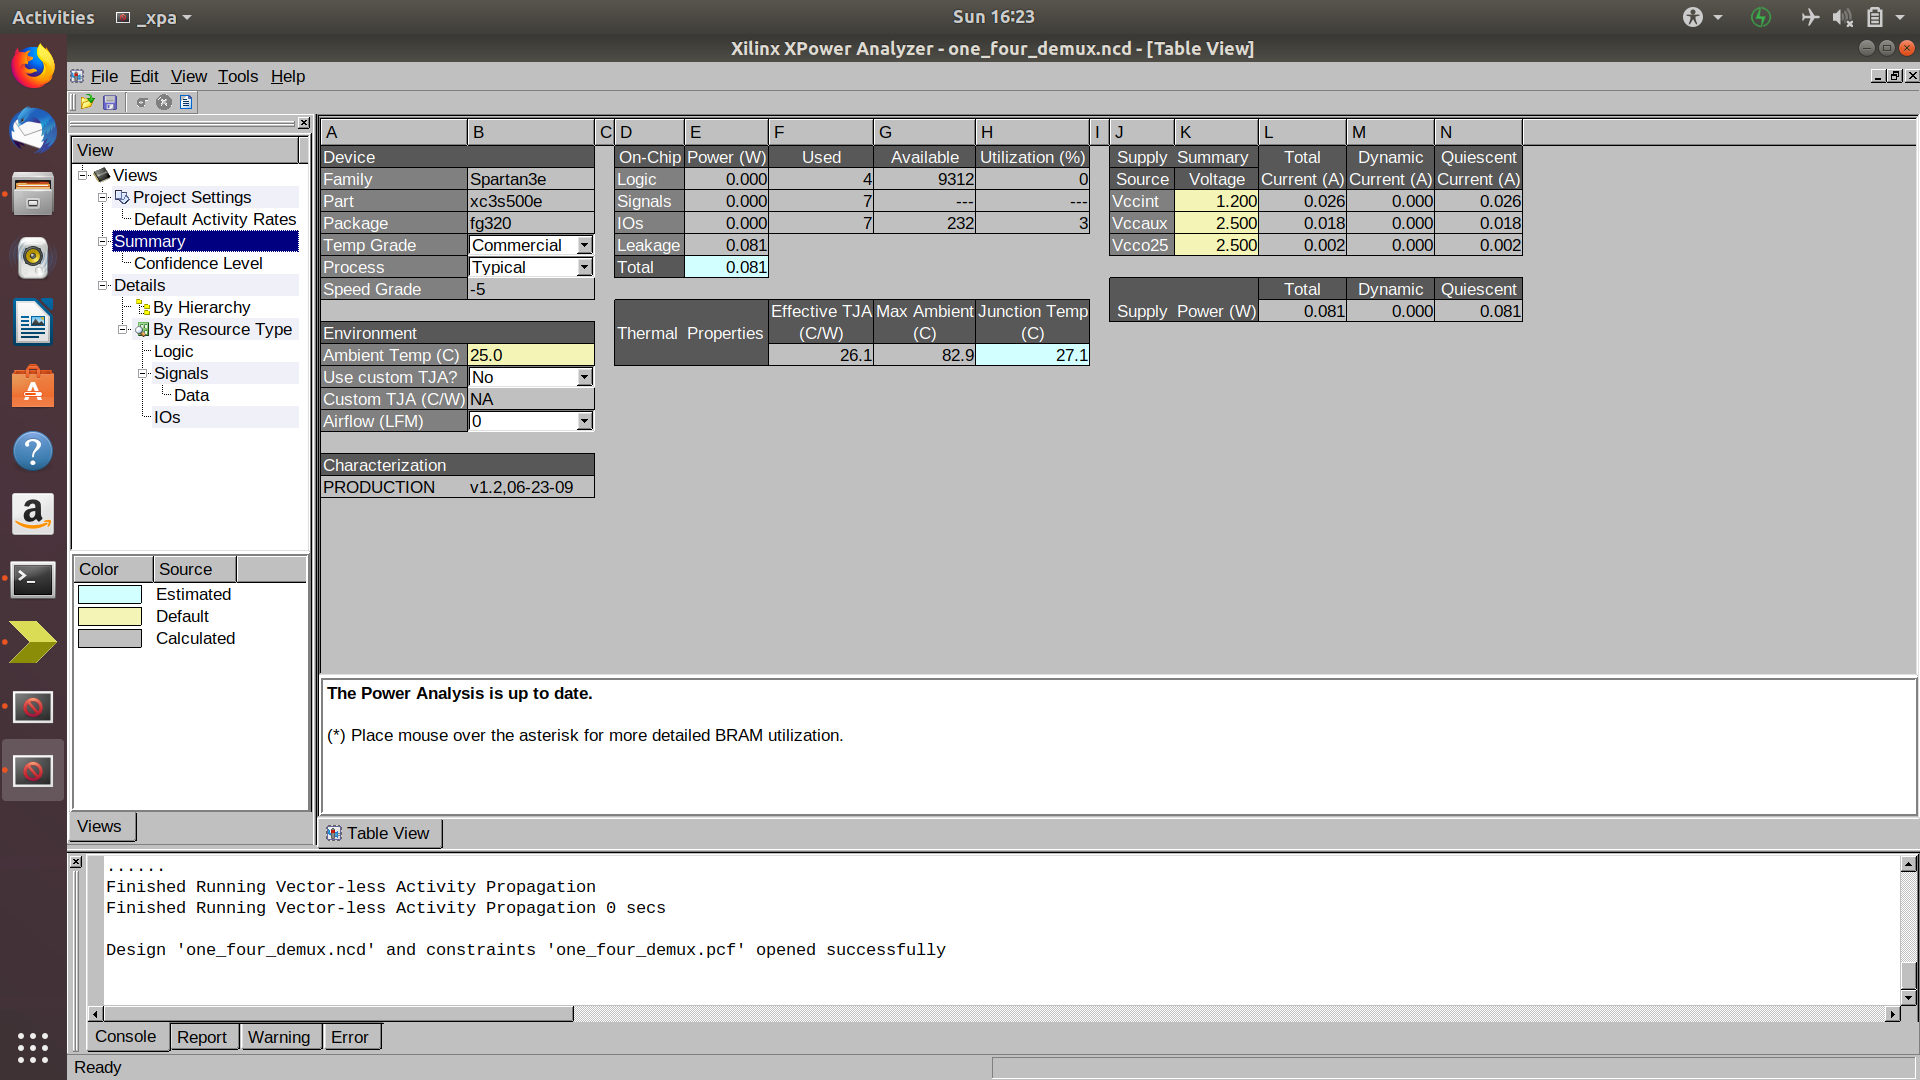 Activities
_xpa
Sun 16:23
Xilinx XPower Analyzer - one_four_demux.ncd - [Table View]
File Edit View Tools Help
View
Views
Project Settings
Default Activity Rates
Summary
Confidence Level
Details
By Hierarchy
By Resource Type
Logic
Signals
Data
IOs
Color Source
Estimated
Default
Calculated
Views
A B C D E F G H I J K L M N
Device
Family Spartan3e
Part xc3s500e
Package fg320
Temp Grade Commercial
Process Typical
Speed Grade -5
Environment
Ambient Temp (C) 25.0
Use custom TJA? No
Custom TJA (C/W) NA
Airflow (LFM) 0
Characterization
PRODUCTION v1.2,06-23-09
On-Chip Power (W) Used Available Utilization (%)
Logic 0.000 4 9312 0
Signals 0.000 7 --- ---
IOs 0.000 7 232 3
Leakage 0.081
Total 0.081
Effective TJA Max Ambient Junction Temp
Thermal Properties (C/W) (C) (C)
26.1 82.9 27.1
Supply Summary Total Dynamic Quiescent
Source Voltage Current (A) Current (A) Current (A)
Vccint 1.200 0.026 0.000 0.026
Vccaux 2.500 0.018 0.000 0.018
Vcco25 2.500 0.002 0.000 0.002
Total Dynamic Quiescent
Supply Power (W) 0.081 0.000 0.081
The Power Analysis is up to date.
(*) Place mouse over the asterisk for more detailed BRAM utilization.
Table View
......
Finished Running Vector-less Activity Propagation
Finished Running Vector-less Activity Propagation 0 secs
Design 'one_four_demux.ncd' and constraints 'one_four_demux.pcf' opened successfully
Console Report Warning Error
Ready